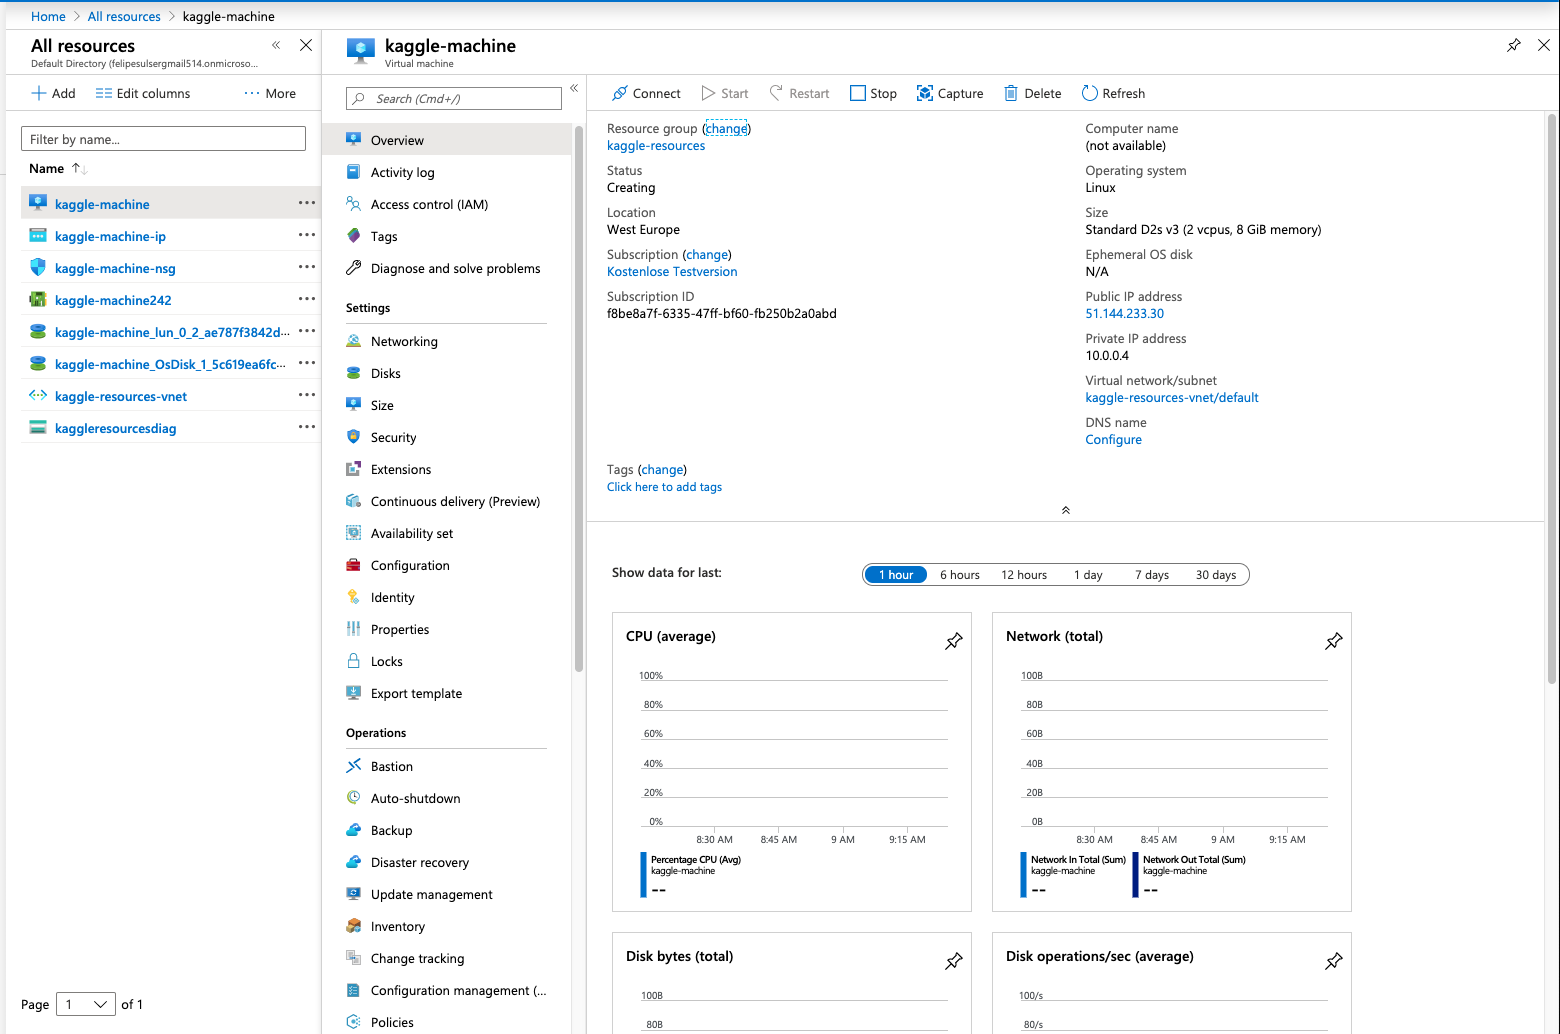 Home > All resources > kaggle-machine
All resources
Default Directory (felipesulsergmail514.onmicroso...
Add
Edit columns
More
Filter by name...
Name
kaggle-machine
kaggle-machine-ip
kaggle-machine-nsg
kaggle-machine242
kaggle-machine_lun_0_2_ae787f3842d...
kaggle-machine_OsDisk_1_5c619ea6fc...
kaggle-resources-vnet
kaggleresourcesdiag
Page 1 of 1
kaggle-machine
Virtual machine
Search (Cmd+/)
Overview
Activity log
Access control (IAM)
Tags
Diagnose and solve problems
Settings
Networking
Disks
Size
Security
Extensions
Continuous delivery (Preview)
Availability set
Configuration
Identity
Properties
Locks
Export template
Operations
Bastion
Auto-shutdown
Backup
Disaster recovery
Update management
Inventory
Change tracking
Configuration management (...
Policies
Connect
Start
Restart
Stop
Capture
Delete
Refresh
Resource group (change)
kaggle-resources
Status
Creating
Location
West Europe
Subscription (change)
Kostenlose Testversion
Subscription ID
f8be8a7f-6335-47ff-bf60-fb250b2a0abd
Computer name
(not available)
Operating system
Linux
Size
Standard D2s v3 (2 vcpus, 8 GiB memory)
Ephemeral OS disk
N/A
Public IP address
51.144.233.30
Private IP address
10.0.0.4
Virtual network/subnet
kaggle-resources-vnet/default
DNS name
Configure
Tags (change)
Click here to add tags
Show data for last:
1 hour
6 hours
12 hours
1 day
7 days
30 days
CPU (average)
100%
80%
60%
40%
20%
0%
8:30 AM
8:45 AM
9 AM
9:15 AM
Percentage CPU (Avg)
kaggle-machine
--
Network (total)
100B
80B
60B
40B
20B
0B
8:30 AM
8:45 AM
9 AM
9:15 AM
Network In Total (Sum)
kaggle-machine
--
Network Out Total (Sum)
kaggle-machine
--
Disk bytes (total)
100B
80B
Disk operations/sec (average)
100/s
80/s